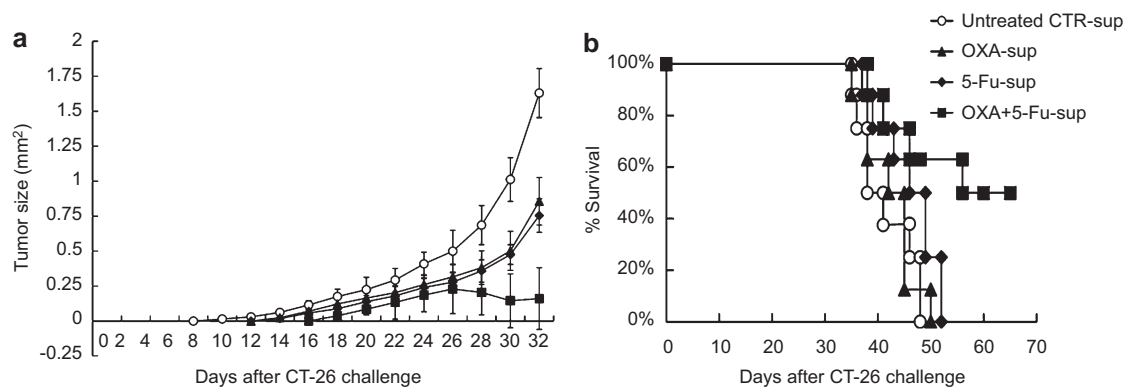 a
2
1.75
1.5
1.25
1
0.75
0.5
0.25
0
-0.25
Tumor size (mm²)
0 2 4 6 8 10 12 14 16 18 20 22 24 26 28 30 32
Days after CT-26 challenge
b
Untreated CTR-sup
OXA-sup
5-Fu-sup
OXA+5-Fu-sup
100%
80%
60%
40%
20%
0%
% Survival
0 10 20 30 40 50 60 70
Days after CT-26 challenge